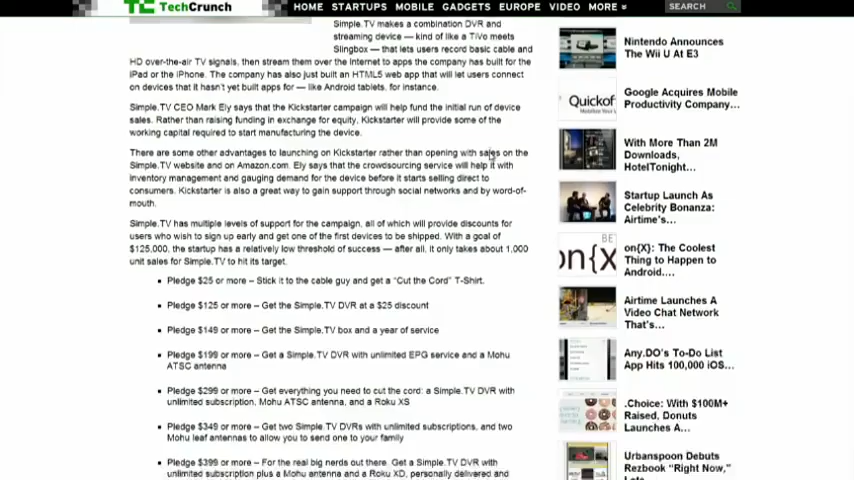 TC TechCrunch
HOME STARTUPS MOBILE GADGETS EUROPE VIDEO MORE
SEARCH
Simple.TV makes a combination DVR and
streaming device — kind of like a TiVo meets
Slingbox — that lets users record basic cable and
HD over-the-air TV signals, then stream them over the Internet to apps the company has built for the
iPad or the iPhone. The company has also just built an HTML5 web app that will let users connect
on devices that it hasn't yet built apps for — like Android tablets, for instance.
Simple.TV CEO Mark Ely says that the Kickstarter campaign will help fund the initial run of device
sales. Rather than raising funding in exchange for equity, Kickstarter will provide some of the
working capital required to start manufacturing the device.
There are some other advantages to launching on Kickstarter rather than opening with sales on the
Simple.TV website and on Amazon.com. Ely says that the crowdsourcing service will help it with
inventory management and gauging demand for the device before it starts selling direct to
consumers. Kickstarter is also a great way to gain support through social networks and by word-of-
mouth.
Simple.TV has multiple levels of support for the campaign, all of which will provide discounts for
users who wish to sign up early and get one of the first devices to be shipped. With a goal of
$125,000, the startup has a relatively low threshold of success — after all, it only takes about 1,000
unit sales for Simple.TV to hit its target.
Pledge $25 or more – Stick it to the cable guy and get a "Cut the Cord" T-Shirt.
Pledge $125 or more – Get the Simple.TV DVR at a $25 discount
Pledge $149 or more – Get the Simple.TV box and a year of service
Pledge $199 or more – Get a Simple.TV DVR with unlimited EPG service and a Mohu
ATSC antenna
Pledge $299 or more – Get everything you need to cut the cord: a Simple.TV DVR with
unlimited subscription, Mohu ATSC antenna, and a Roku XS
Pledge $349 or more – Get two Simple.TV DVRs with unlimited subscriptions, and two
Mohu leaf antennas to allow you to send one to your family
Pledge $399 or more – For the real big nerds out there. Get a Simple.TV DVR with
unlimited subscription plus a Mohu antenna and a Roku XD, personally delivered and
Nintendo Announces
The Wii U At E3
Quickof
Google Acquires Mobile
Productivity Company...
With More Than 2M
Downloads,
HotelTonight...
Startup Launch As
Celebrity Bonanza:
Airtime's...
BE
on{x
on{X}: The Coolest
Thing to Happen to
Android....
Airtime Launches A
Video Chat Network
That's...
Any.DO's To-Do List
App Hits 100,000 iOS...
.Choice: With $100M+
Raised, Donuts
Launches A...
Urbanspoon Debuts
Rezbook "Right Now,"